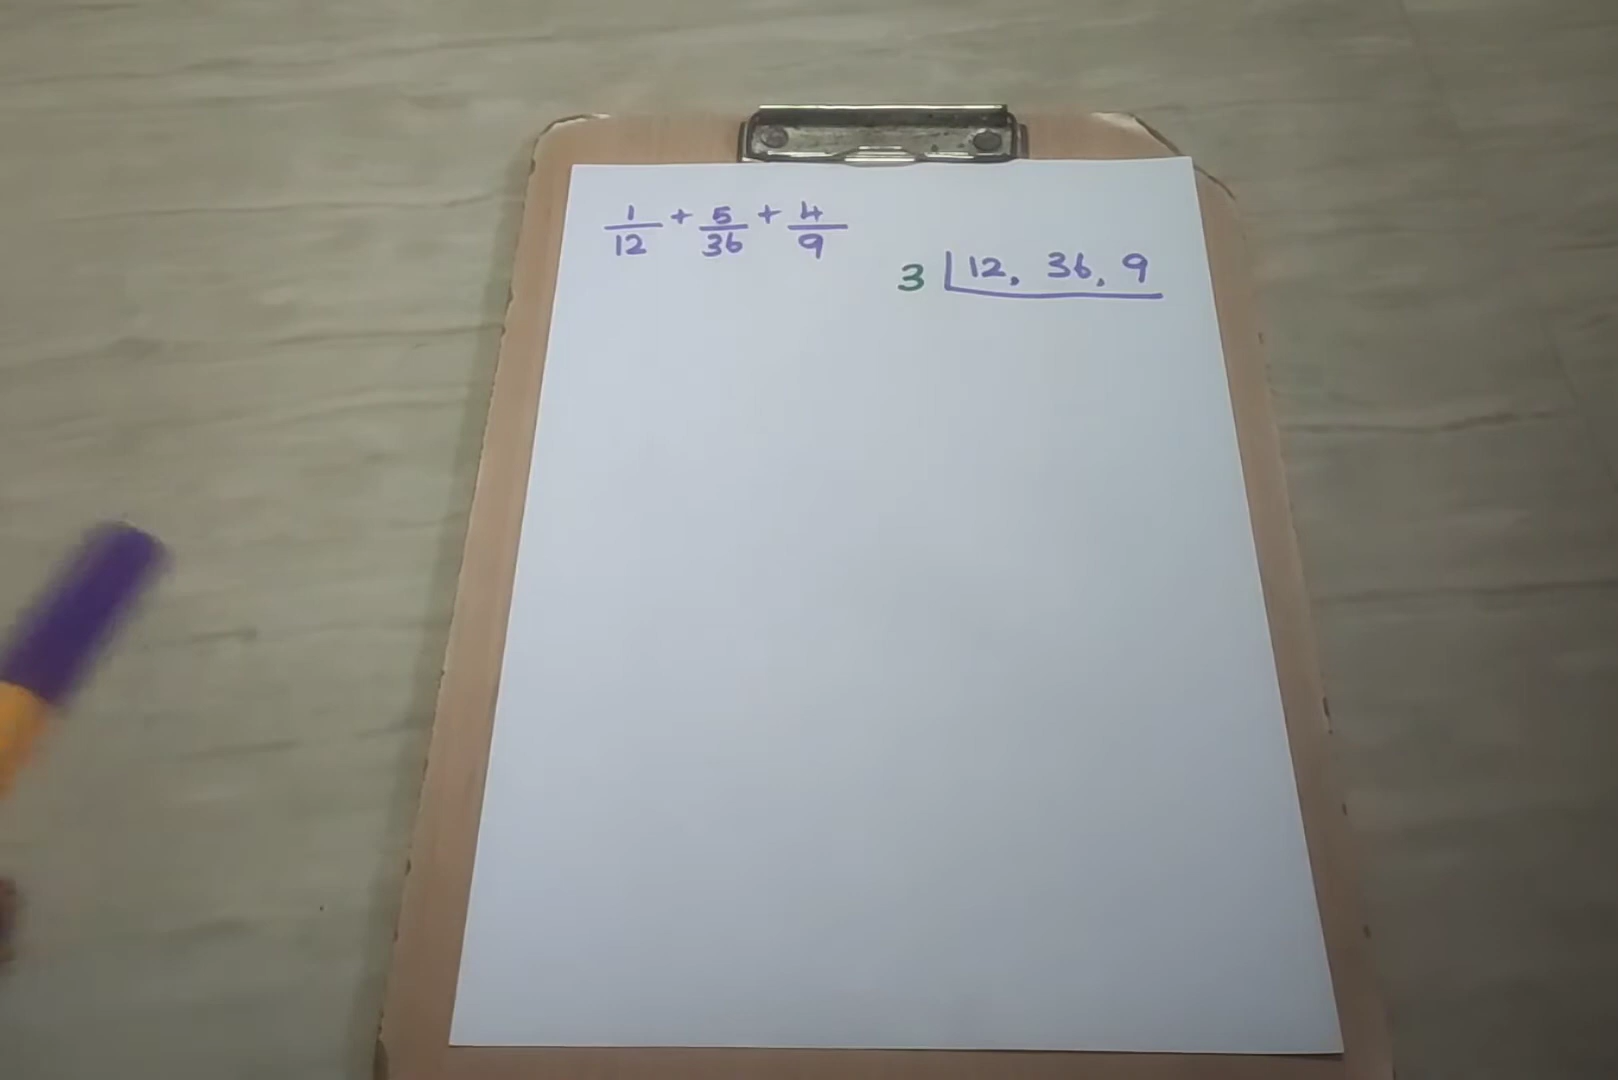 1/12 + 5/36 + 4/9
3 | 12, 36, 9